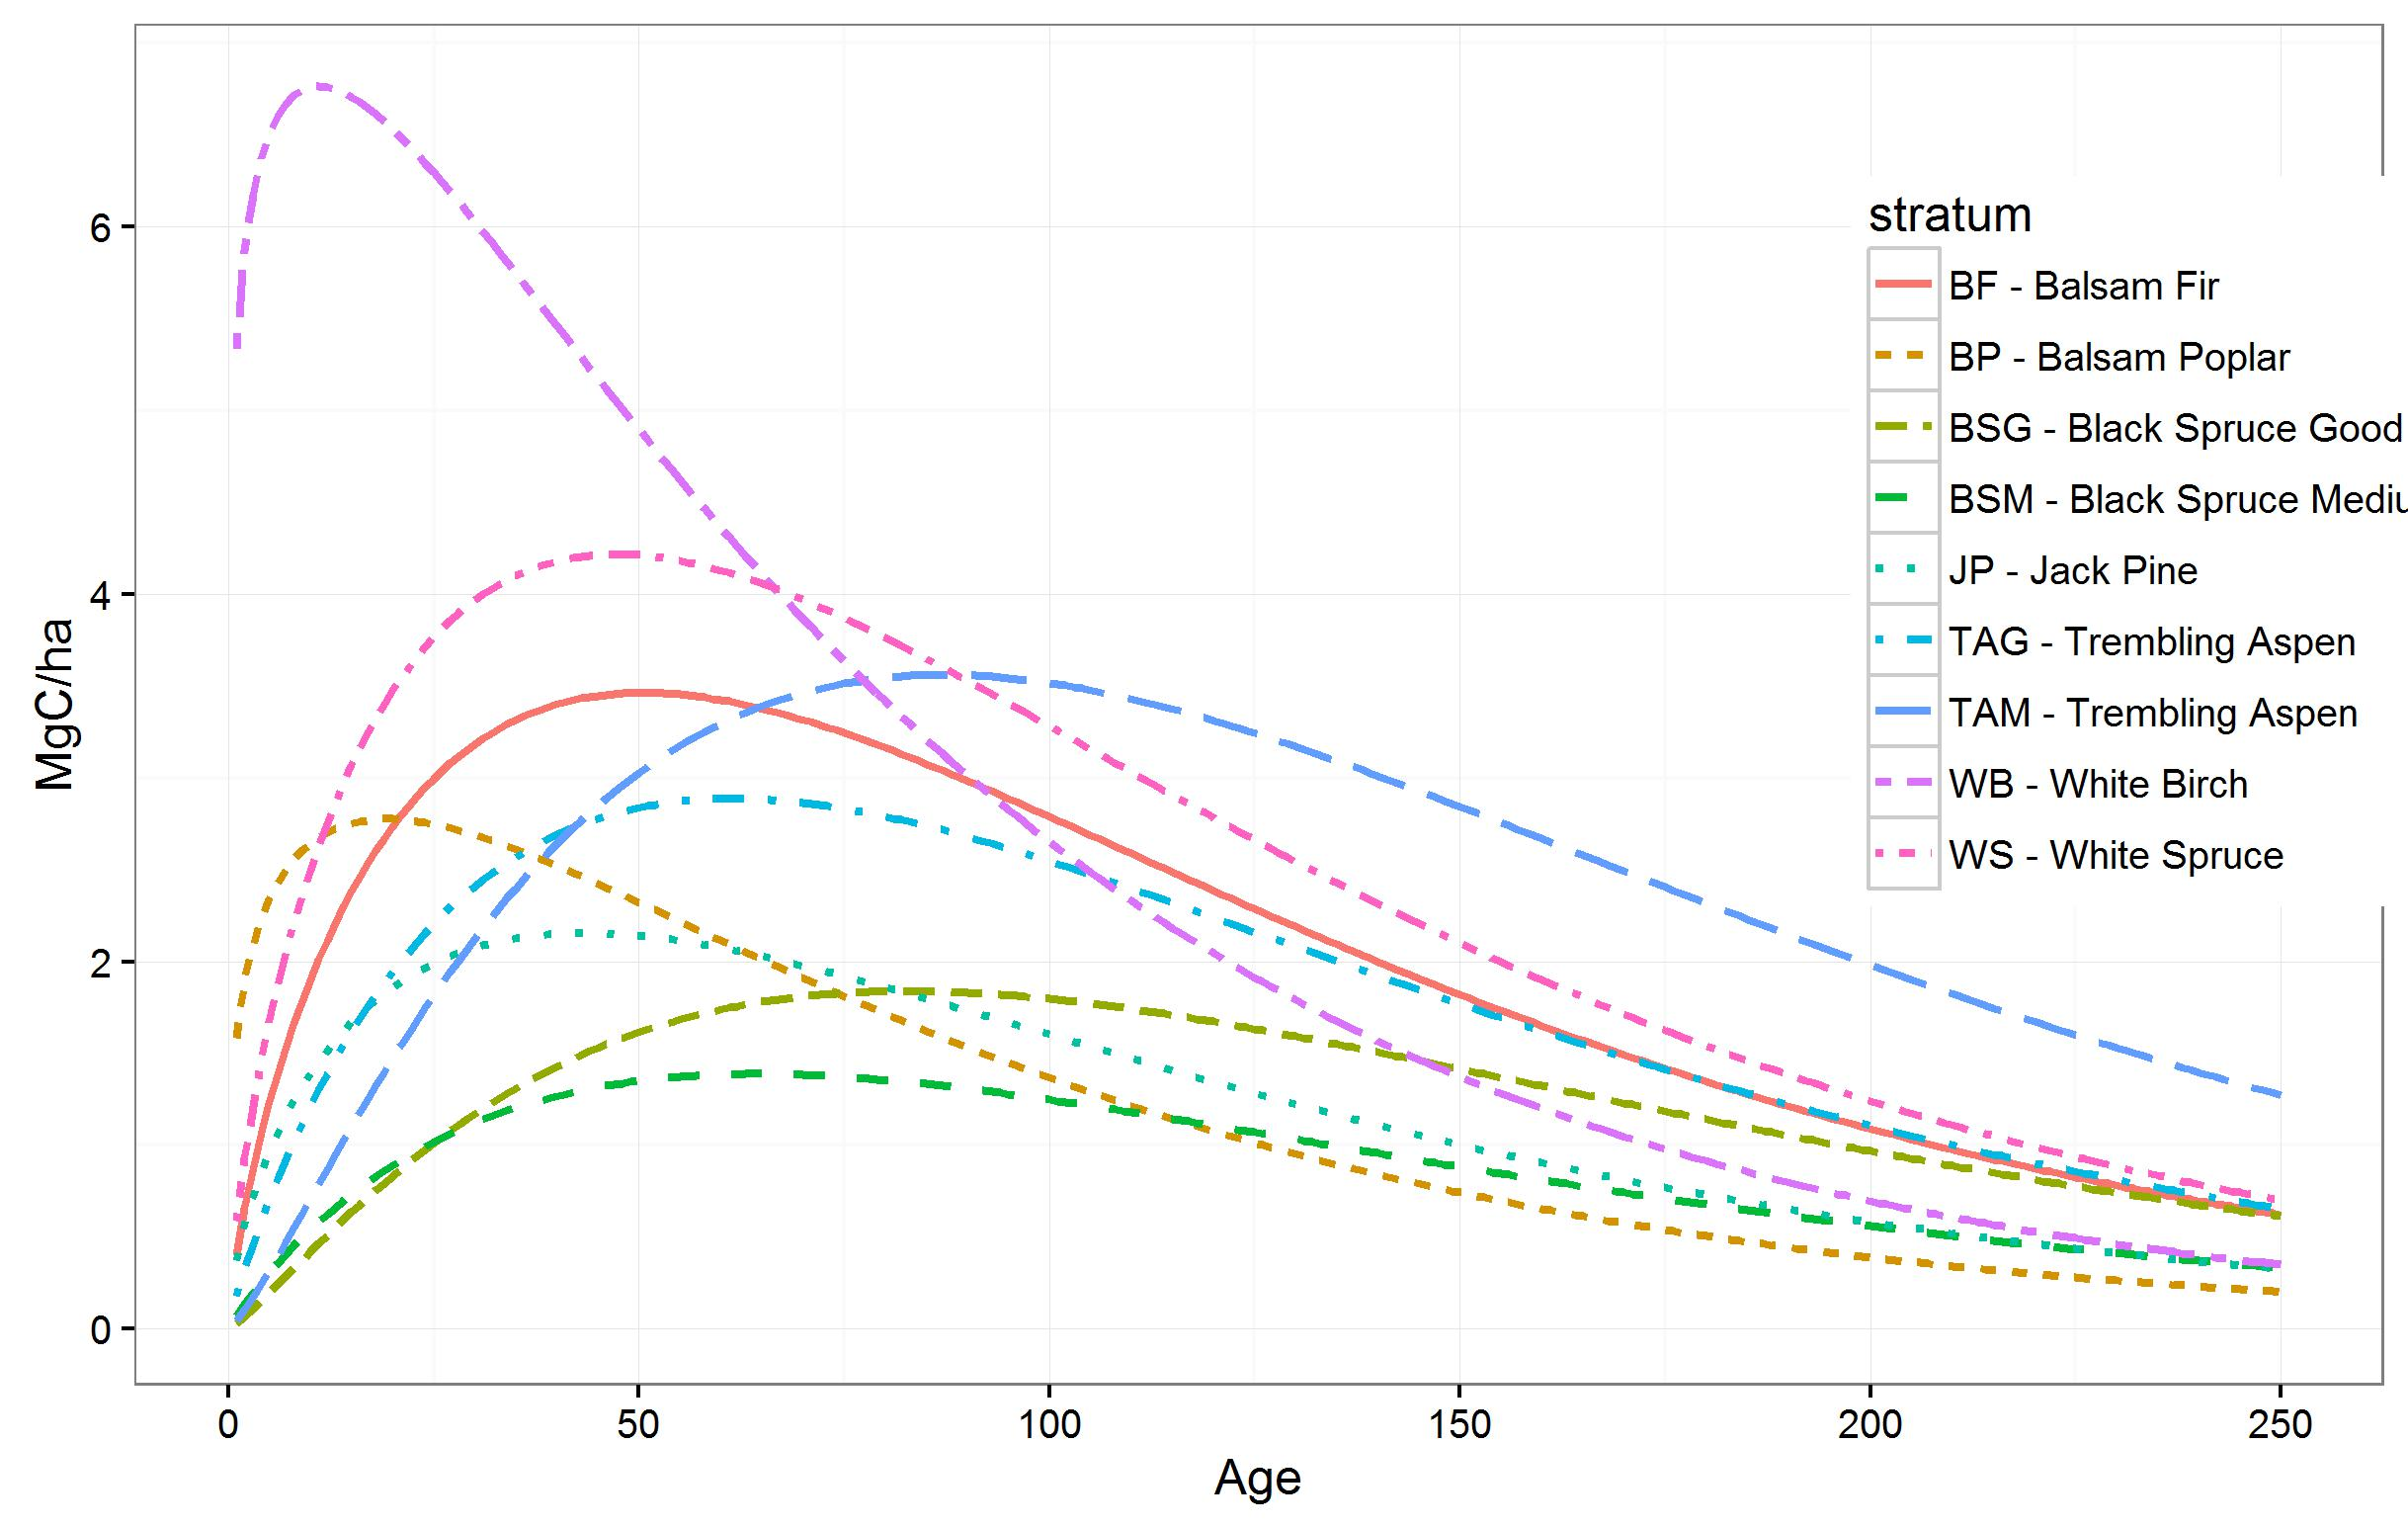 MgC/ha
6
4
2
0
0 50 100 150 200 250
Age
stratum
BF - Balsam Fir
BP - Balsam Poplar
BSG - Black Spruce Good
BSM - Black Spruce Mediu
JP - Jack Pine
TAG - Trembling Aspen
TAM - Trembling Aspen
WB - White Birch
WS - White Spruce